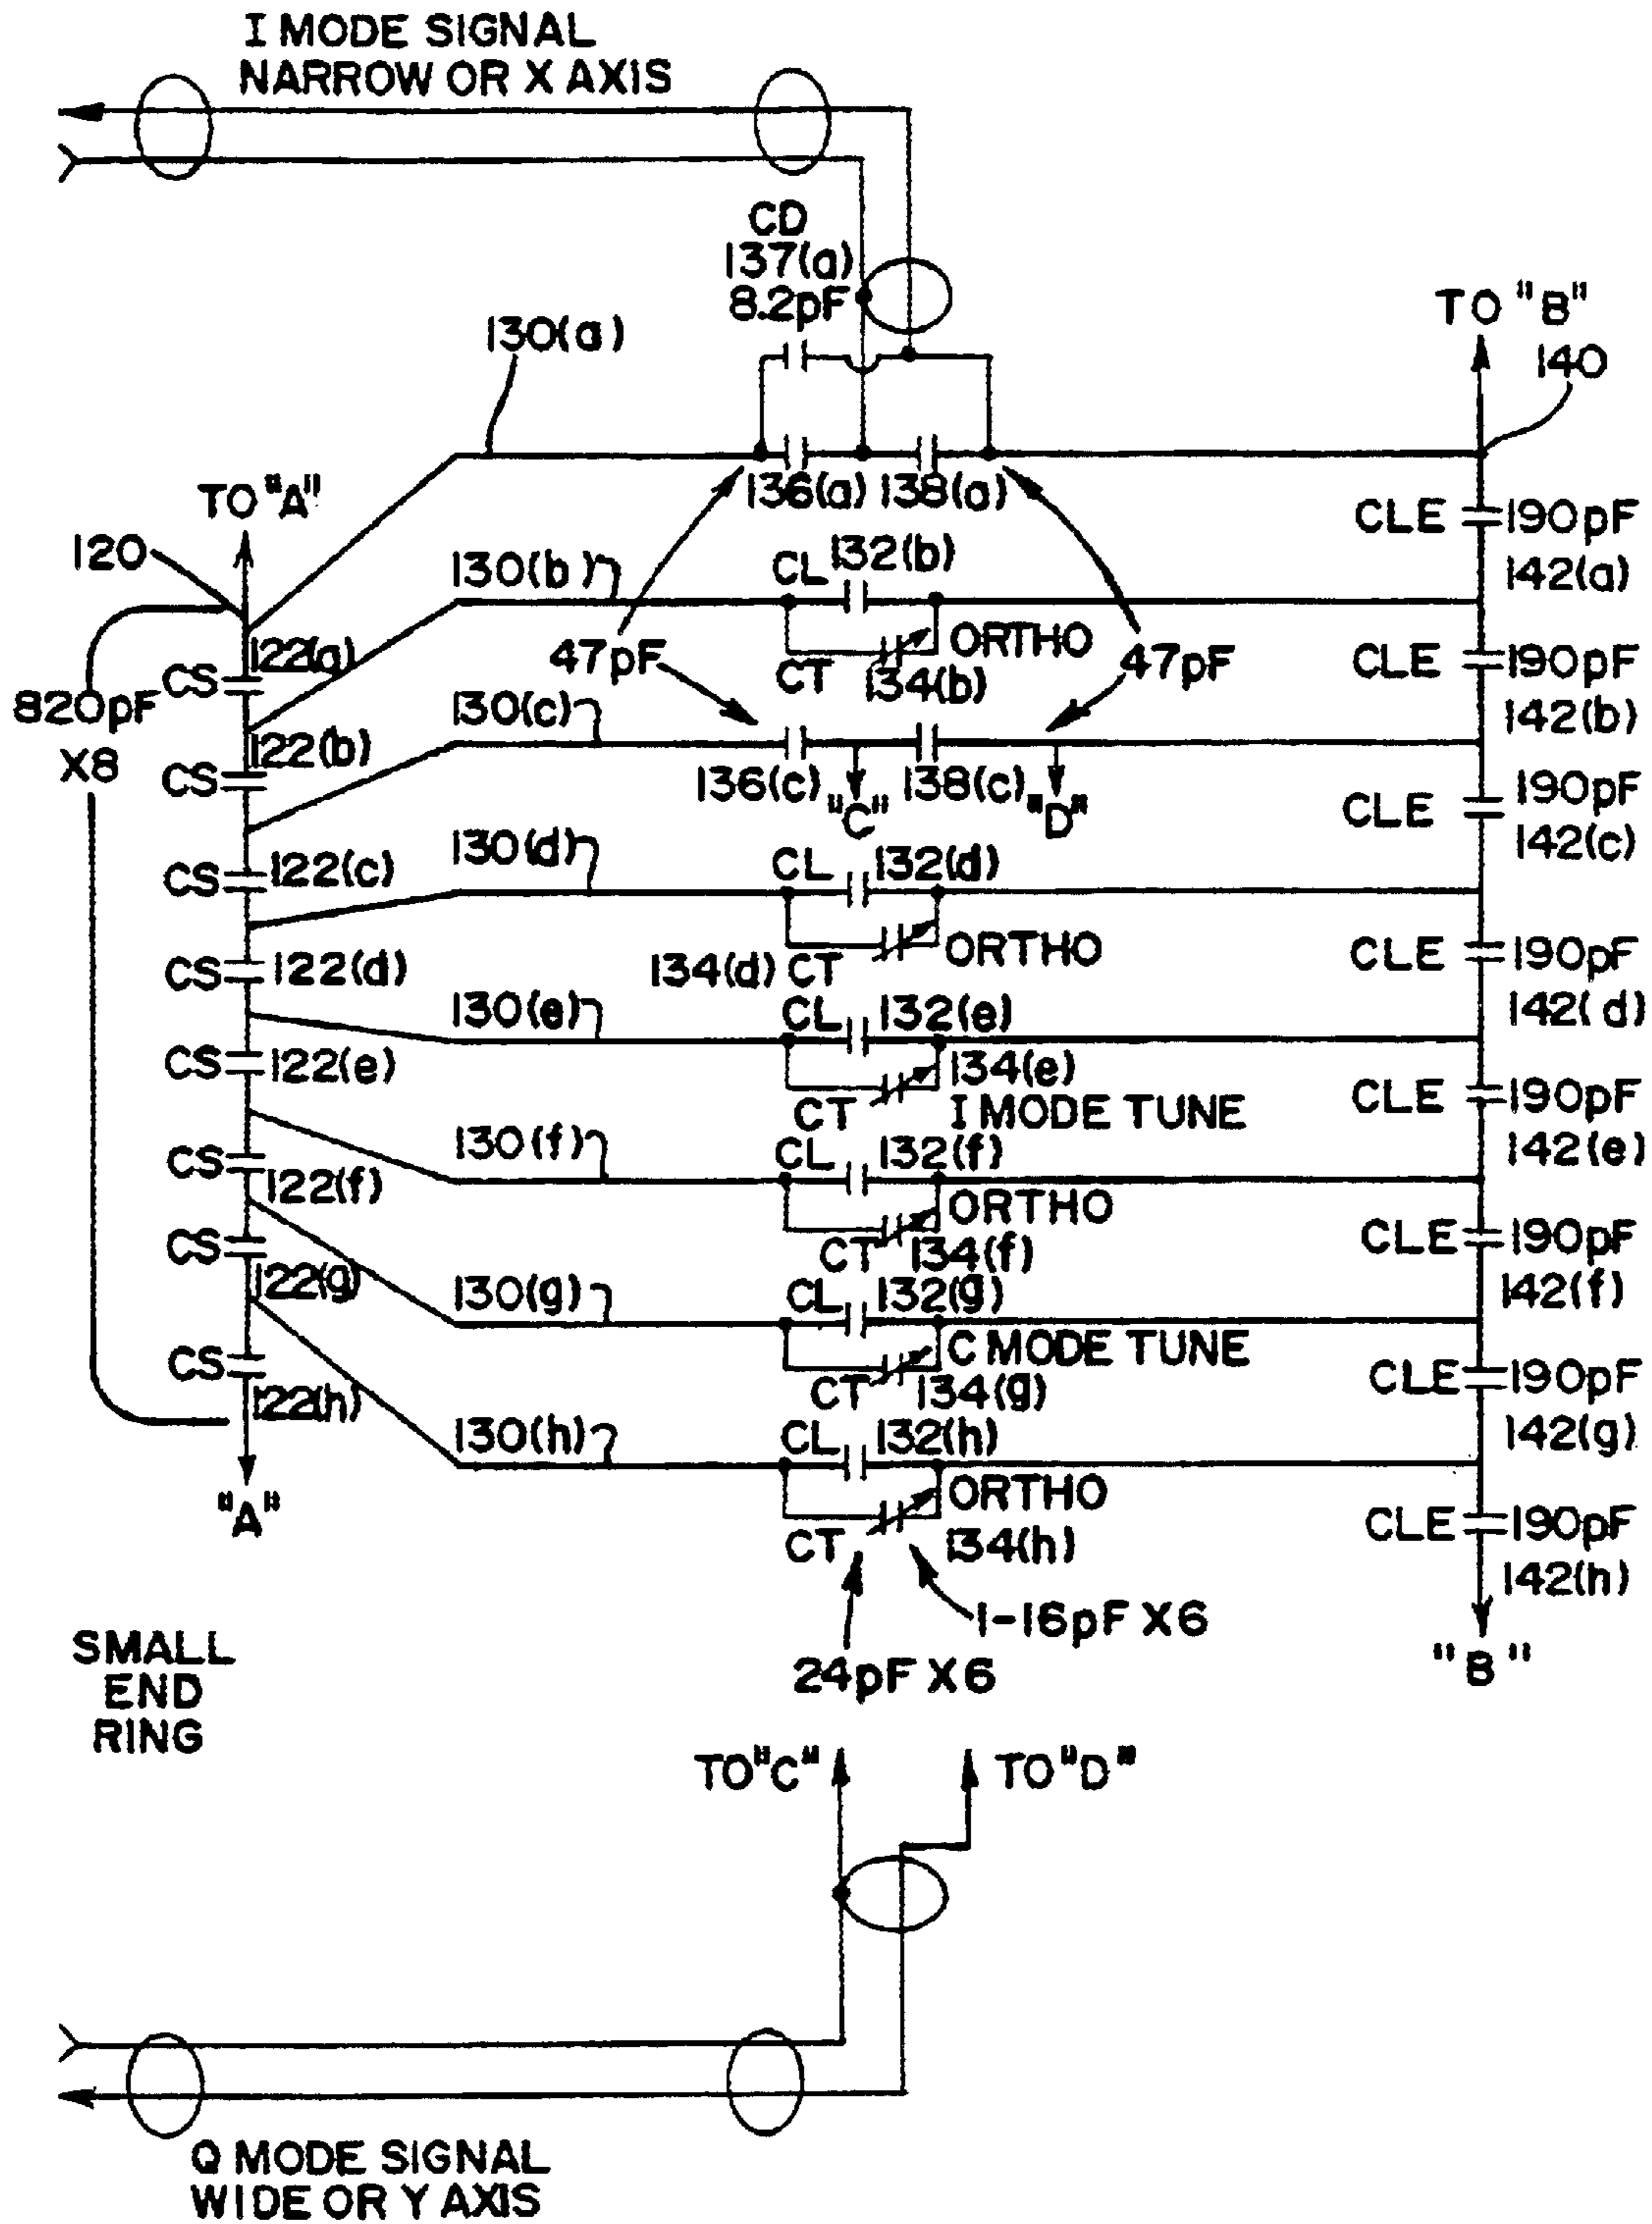 I MODE SIGNAL
NARROW OR X AXIS
CD
137(a)
8.2pF
130(a)
TO "B"
140
TO "A"
136(a) 138(a)
CLE 190pF
142(a)
120
130(b)
CL 132(b)
122(a)
ORTHO
47pF
47pF
CLE 190pF
142(b)
CS
CT 134(b)
820pF
X8
130(c)
122(b)
CS
136(c) "C" 138(c) "D"
CLE 190pF
142(c)
130(d)
CL 132(d)
CS 122(c)
134(d) CT ORTHO
CLE 190pF
142(d)
CS 122(d)
130(e)
CL 132(e)
CS 122(e)
134(e)
CT I MODE TUNE
CLE 190pF
142(e)
130(f)
CL 132(f)
CS 122(f)
ORTHO
CT 134(f)
CLE 190pF
142(f)
CS 122(g)
130(g)
CL 132(g)
C MODE TUNE
CT 134(g)
CLE 190pF
142(g)
CS 122(h)
130(h)
CL 132(h)
ORTHO
CT 134(h)
CLE 190pF
142(h)
"A"
1-16pF X6
24pF X6
"B"
SMALL
END
RING
TO "C" TO "D"
Q MODE SIGNAL
WIDE OR Y AXIS